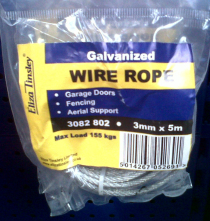 Galvanized
WIRE ROPE
• Garage Doors
• Fencing
• Aerial Support
3082 802 • 3mm x 5m
Max Load 155 kgs
Eliza Tinsley